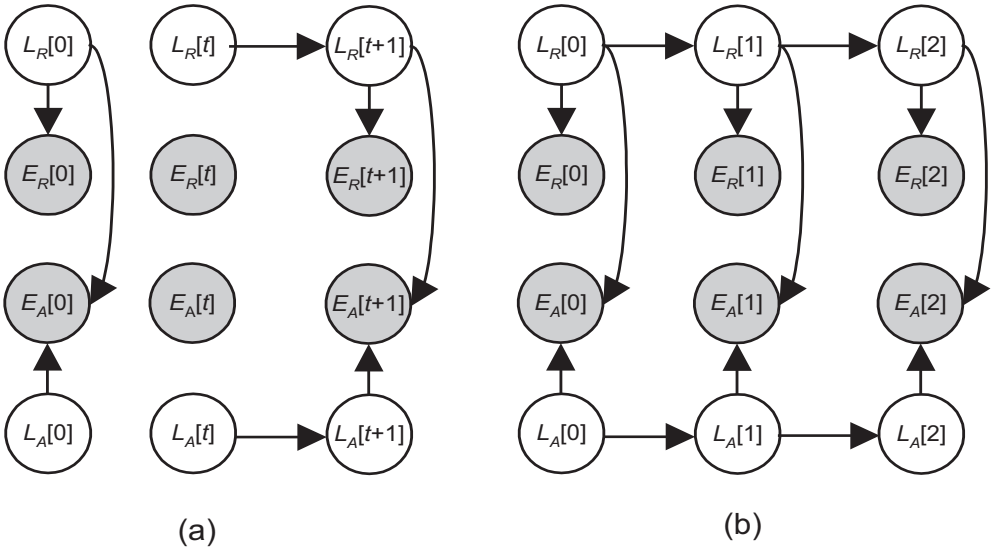 L_R[0] L_R[t] L_R[t+1] L_R[0] L_R[1] L_R[2]
E_R[0] E_R[t] E_R[t+1] E_R[0] E_R[1] E_R[2]
E_A[0] E_A[t] E_A[t+1] E_A[0] E_A[1] E_A[2]
L_A[0] L_A[t] L_A[t+1] L_A[0] L_A[1] L_A[2]
(a) (b)